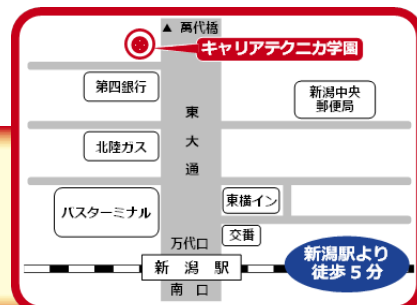 ▲ 萬代橋
キャリアテクニカ学園
第四銀行
新潟中央
郵便局
東大通
北陸ガス
東横イン
バスターミナル
交番
万代口
新潟駅より
徒歩5分
新潟駅
南口